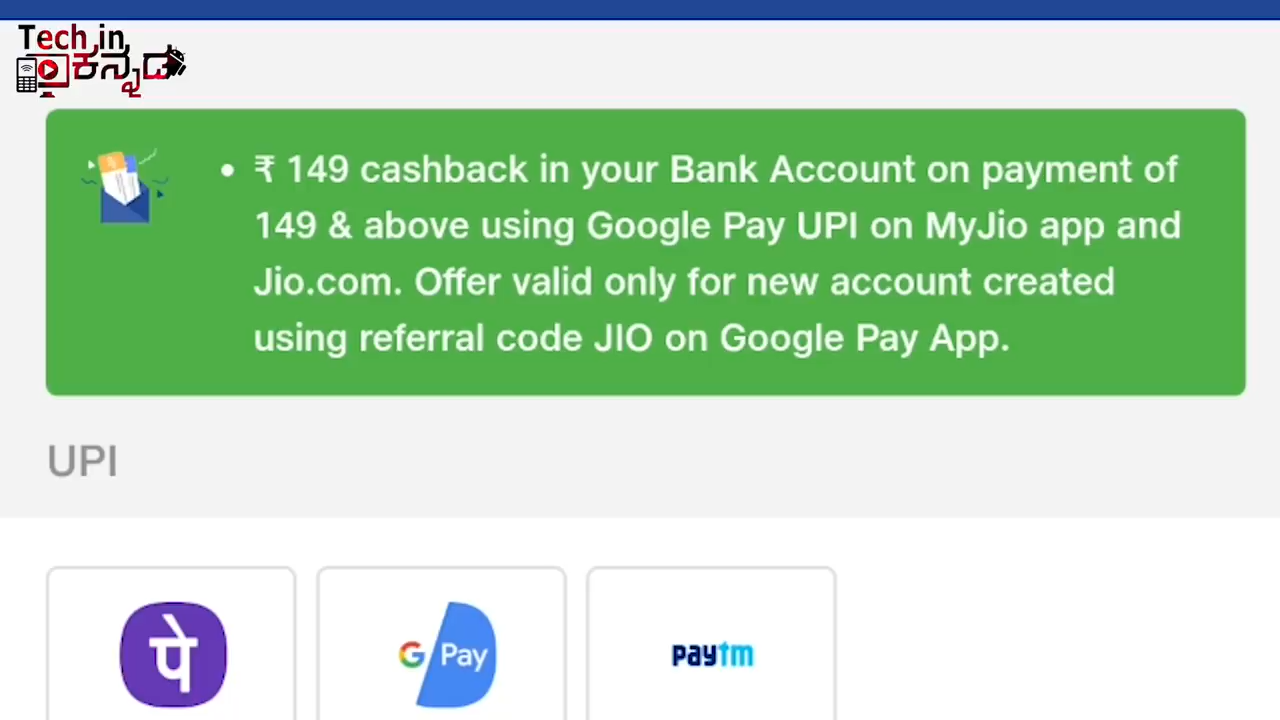 Tech in
ಕನ್ನಡ
• ₹ 149 cashback in your Bank Account on payment of
149 & above using Google Pay UPI on MyJio app and
Jio.com. Offer valid only for new account created
using referral code JIO on Google Pay App.
UPI
पे
G Pay
paytm